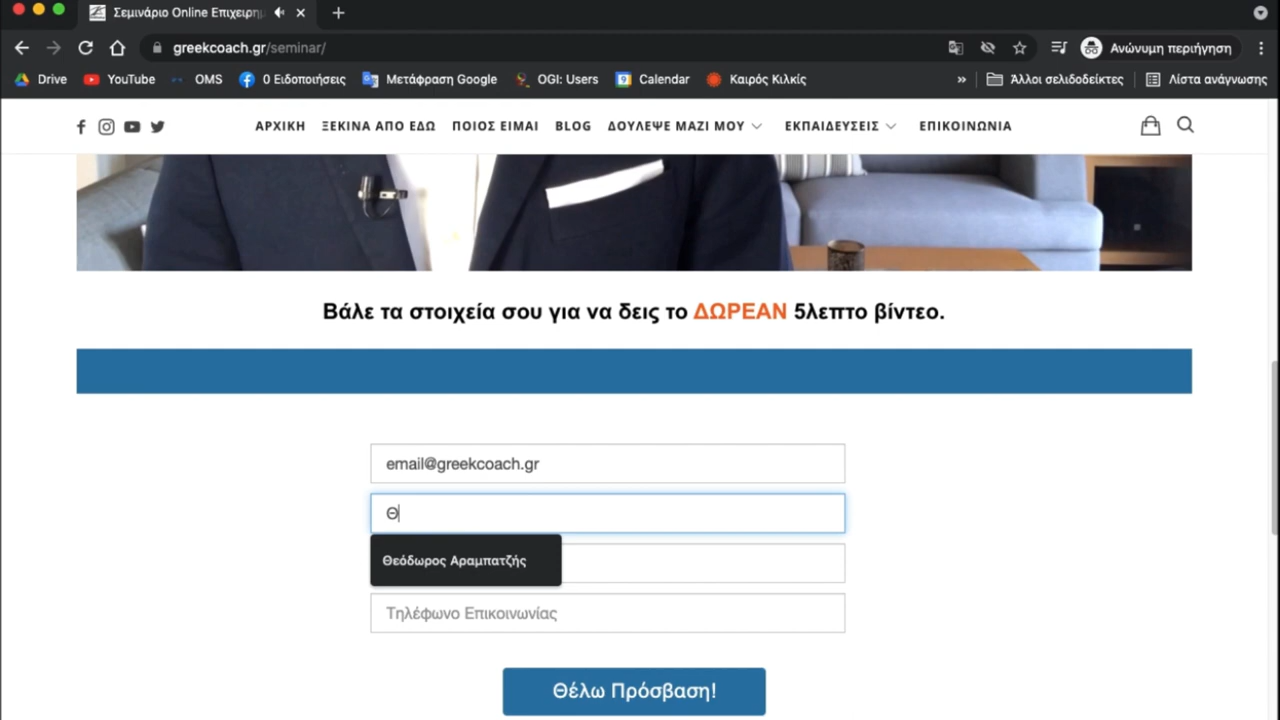 Σεμινάριο Online Επιχειρημ
greekcoach.gr/seminar/
Ανώνυμη περιήγηση
Drive
YouTube
OMS
0 Ειδοποιήσεις
Μετάφραση Google
OGI: Users
Calendar
Καιρός Κιλκίς
»
Άλλοι σελιδοδείκτες
Λίστα ανάγνωσης
ΑΡΧΙΚΗ
ΞΕΚΙΝΑ ΑΠΟ ΕΔΩ
ΠΟΙΟΣ ΕΙΜΑΙ
BLOG
ΔΟΥΛΕΨΕ ΜΑΖΙ ΜΟΥ
ΕΚΠΑΙΔΕΥΣΕΙΣ
ΕΠΙΚΟΙΝΩΝΙΑ
Βάλε τα στοιχεία σου για να δεις το ΔΩΡΕΑΝ 5λεπτο βίντεο.
email@greekcoach.gr
Θ
Θεόδωρος Αραμπατζής
Τηλέφωνο Επικοινωνίας
Θέλω Πρόσβαση!